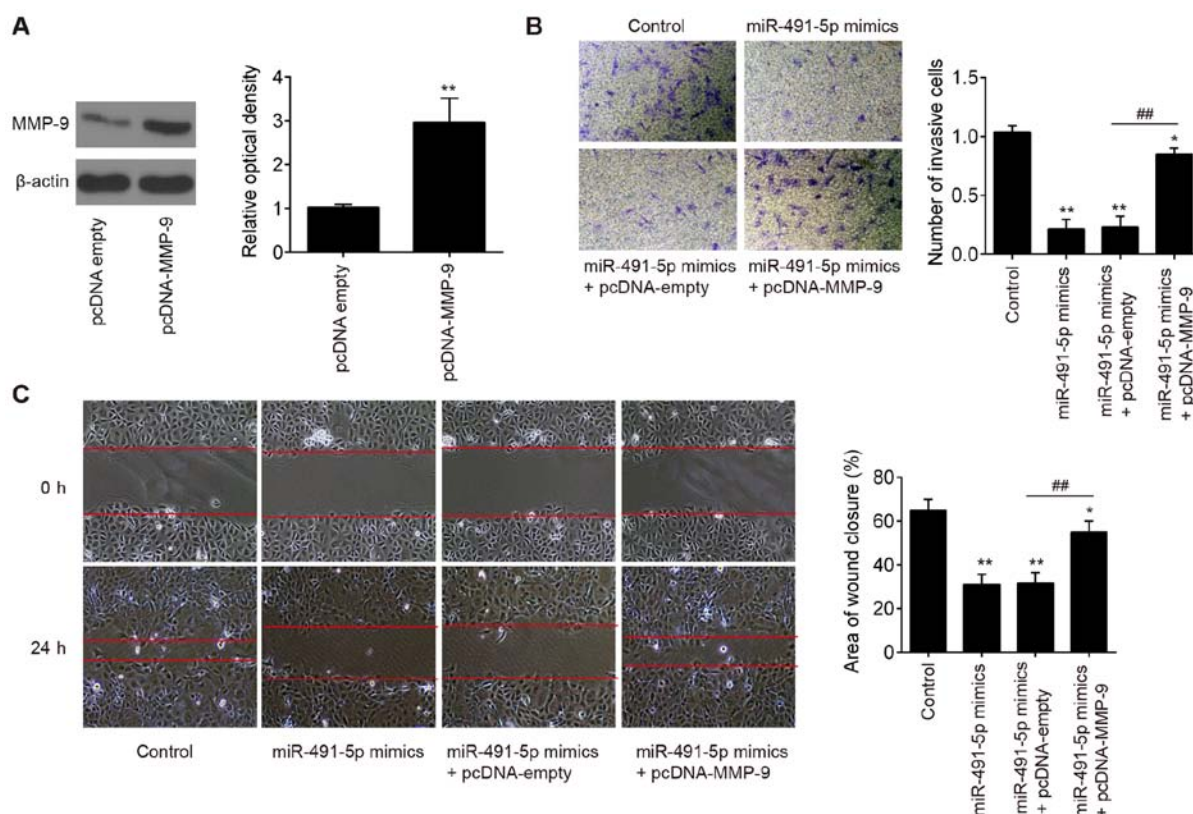 A
MMP-9
β-actin
pcDNA empty
pcDNA-MMP-9
Relative optical density
4
3
2
1
0
**
pcDNA empty
pcDNA-MMP-9
B
Control
miR-491-5p mimics
miR-491-5p mimics
+ pcDNA-empty
miR-491-5p mimics
+ pcDNA-MMP-9
Number of invasive cells
1.5
1.0
0.5
0.0
**
**
##
*
Control
miR-491-5p mimics
miR-491-5p mimics
+ pcDNA-empty
miR-491-5p mimics
+ pcDNA-MMP-9
C
0 h
24 h
Control
miR-491-5p mimics
miR-491-5p mimics
+ pcDNA-empty
miR-491-5p mimics
+ pcDNA-MMP-9
Area of wound closure (%)
80
60
40
20
0
**
**
##
*
Control
miR-491-5p mimics
miR-491-5p mimics
+ pcDNA-empty
miR-491-5p mimics
+ pcDNA-MMP-9